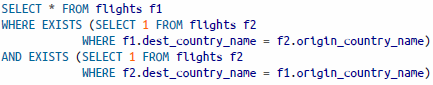 SELECT * FROM flights f1
WHERE EXISTS (SELECT 1 FROM flights f2
WHERE f1.dest_country_name = f2.origin_country_name)
AND EXISTS (SELECT 1 FROM flights f2
WHERE f2.dest_country_name = f1.origin_country_name)